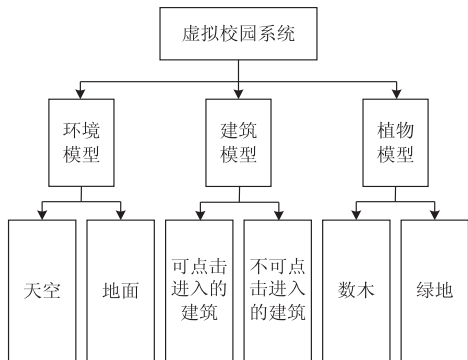 虚拟校园系统
环境
模型
建筑
模型
植物
模型
天空
地面
可点击
进入的
建筑
不可点
击进入
的建筑
数木
绿地